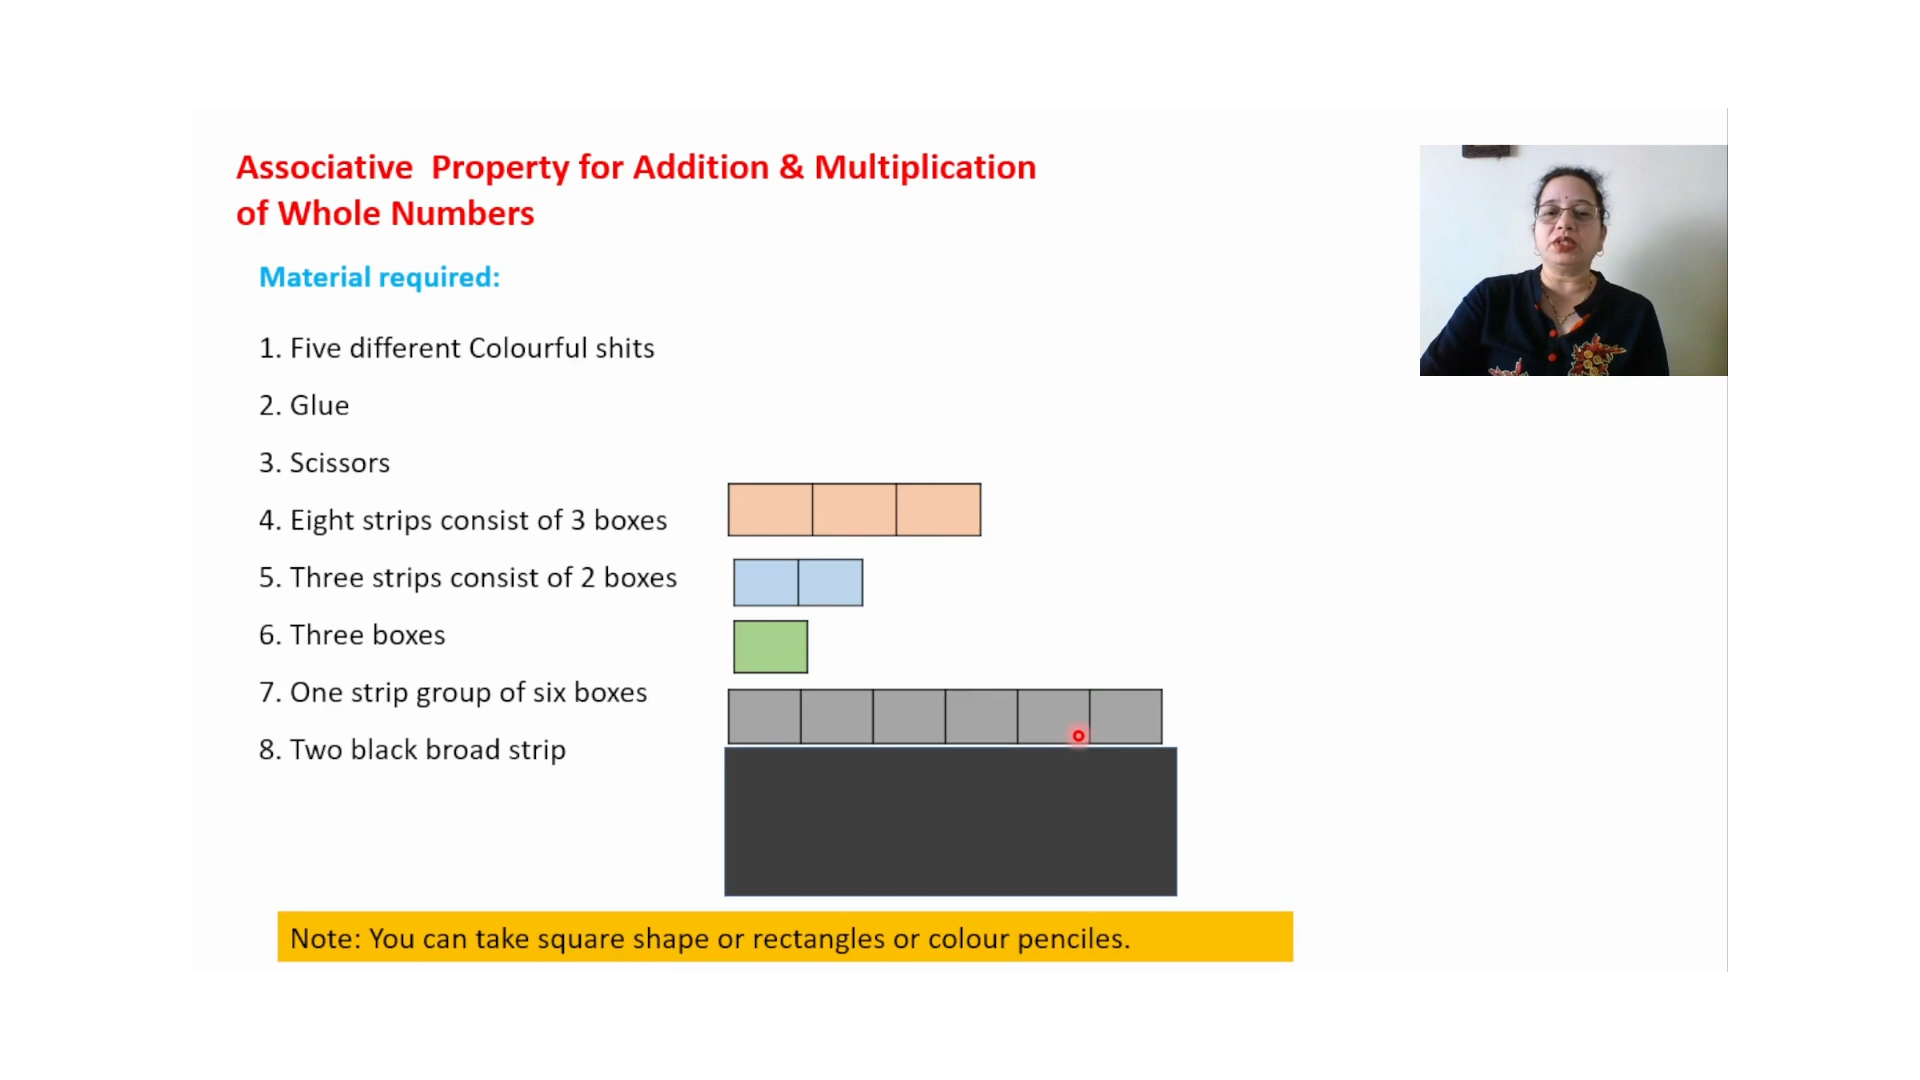 Associative Property for Addition & Multiplication
of Whole Numbers
Material required:
1. Five different Colourful shits
2. Glue
3. Scissors
4. Eight strips consist of 3 boxes
5. Three strips consist of 2 boxes
6. Three boxes
7. One strip group of six boxes
8. Two black broad strip
Note: You can take square shape or rectangles or colour penciles.